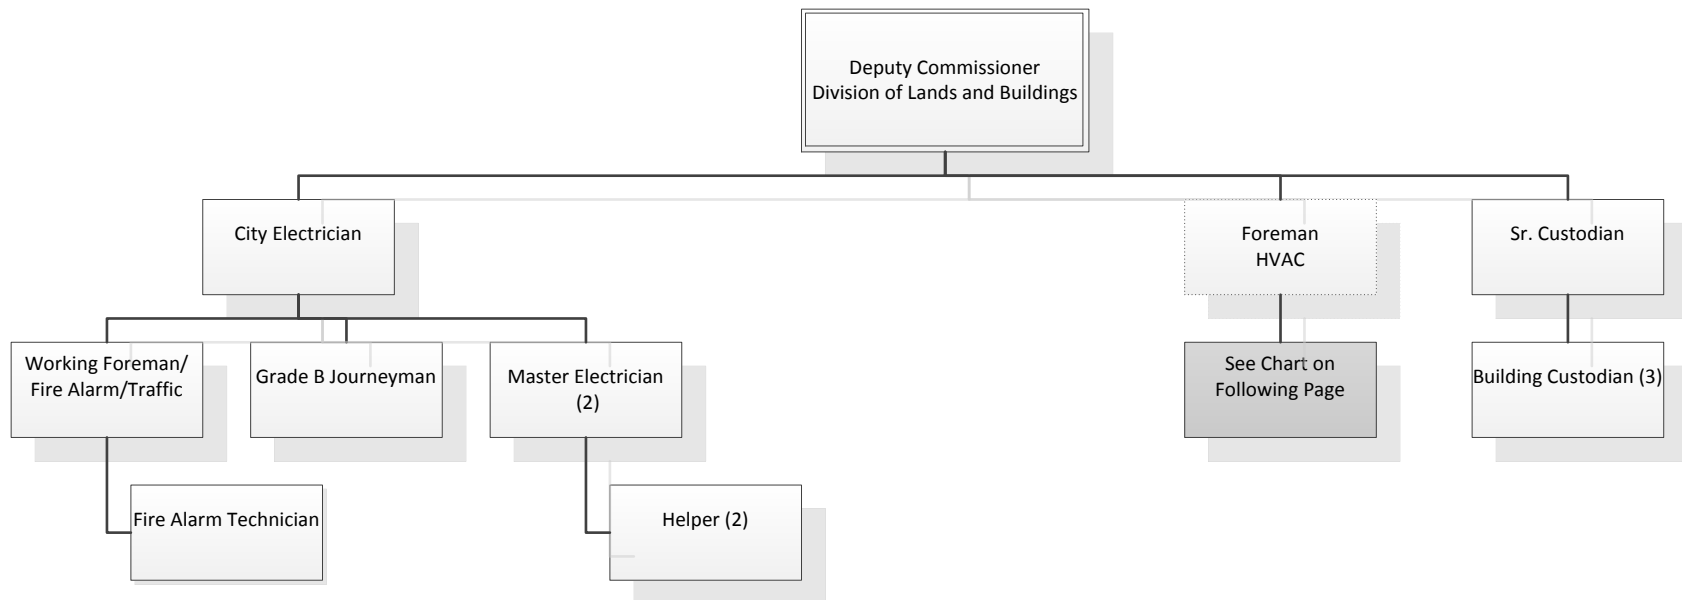 Deputy Commissioner
Division of Lands and Buildings
City Electrician
Foreman
HVAC
Sr. Custodian
Working Foreman/
Fire Alarm/Traffic
Grade B Journeyman
Master Electrician
(2)
See Chart on
Following Page
Building Custodian (3)
Fire Alarm Technician
Helper (2)